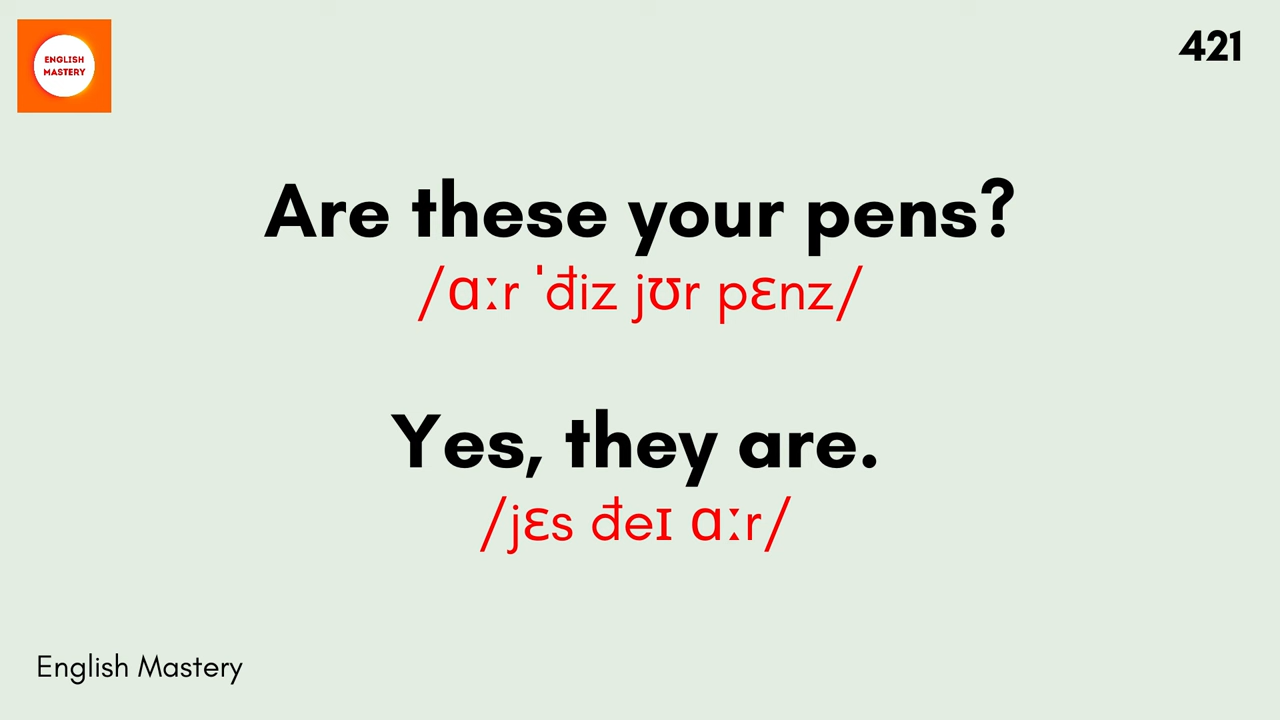 ENGLISH
MASTERY
421
Are these your pens?
/ɑːr ˈđiz jʊr pɛnz/
Yes, they are.
/jɛs đeɪ ɑːr/
English Mastery